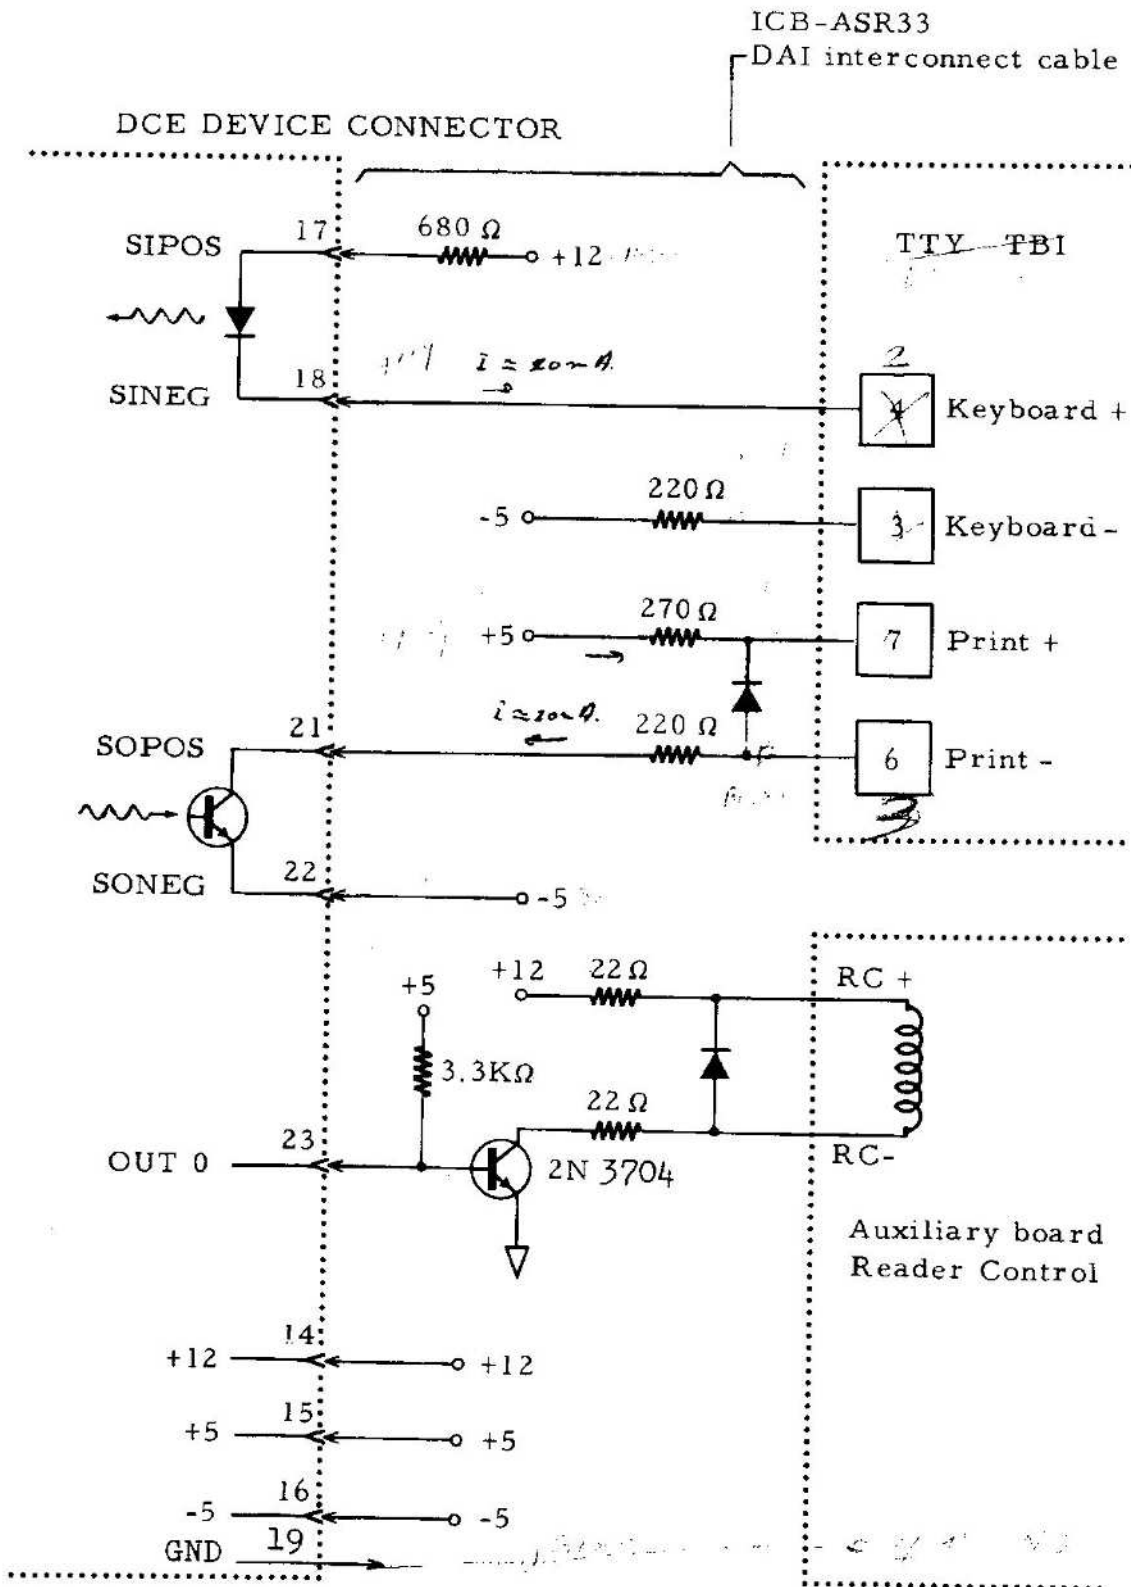 ICB-ASR33
DAI interconnect cable
DCE DEVICE CONNECTOR
SIPOS
17
680 Ω
+12
TTY TBI
SINEG
18
2
4
Keyboard +
-5
220 Ω
3
Keyboard -
+5
270 Ω
7
Print +
SOPOS
21
220 Ω
6
Print -
3
SONEG
22
-5
+5
+12
22 Ω
RC +
3.3KΩ
22 Ω
OUT 0
23
2N 3704
RC-
Auxiliary board
Reader Control
+12
14
+12
+5
15
+5
-5
16
-5
GND
19